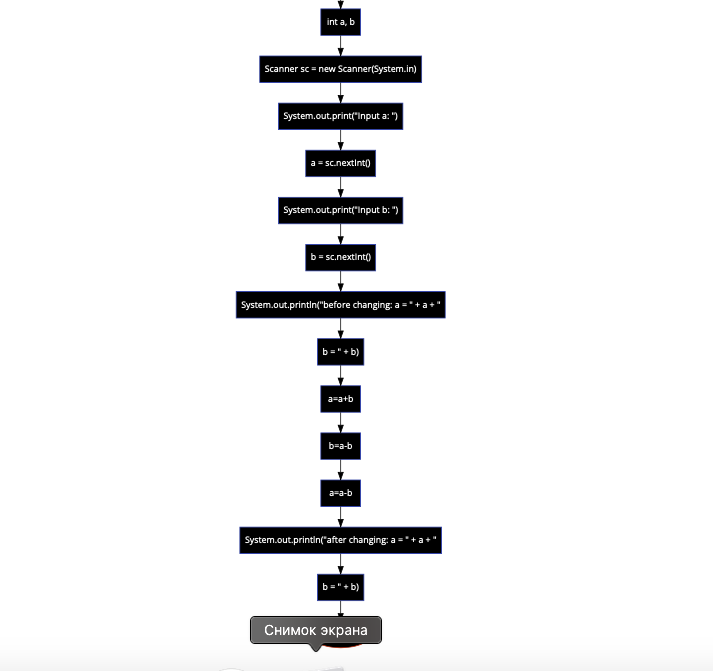 int a, b
Scanner sc = new Scanner(System.in)
System.out.print("Input a: ")
a = sc.nextInt()
System.out.print("Input b: ")
b = sc.nextInt()
System.out.println("before changing: a = " + a + "
b = " + b)
a=a+b
b=a-b
a=a-b
System.out.println("after changing: a = " + a + "
b = " + b)
Снимок экрана